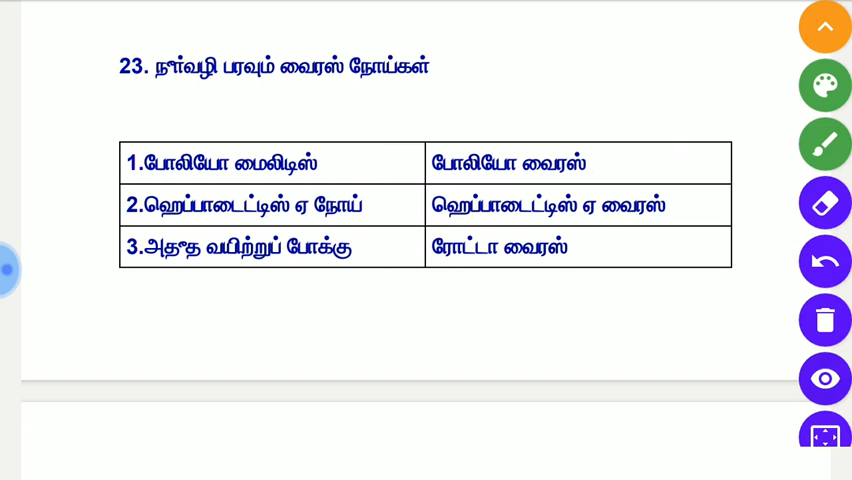 23. நீர்வழி பரவும் வைரஸ் நோய்கள்
1.போலியோ மைலிடிஸ் போலியோ வைரஸ்
2.ஹெப்பாடைட்டிஸ் ஏ நோய் ஹெப்பாடைட்டிஸ் ஏ வைரஸ்
3.அதீத வயிற்றுப் போக்கு ரோட்டா வைரஸ்